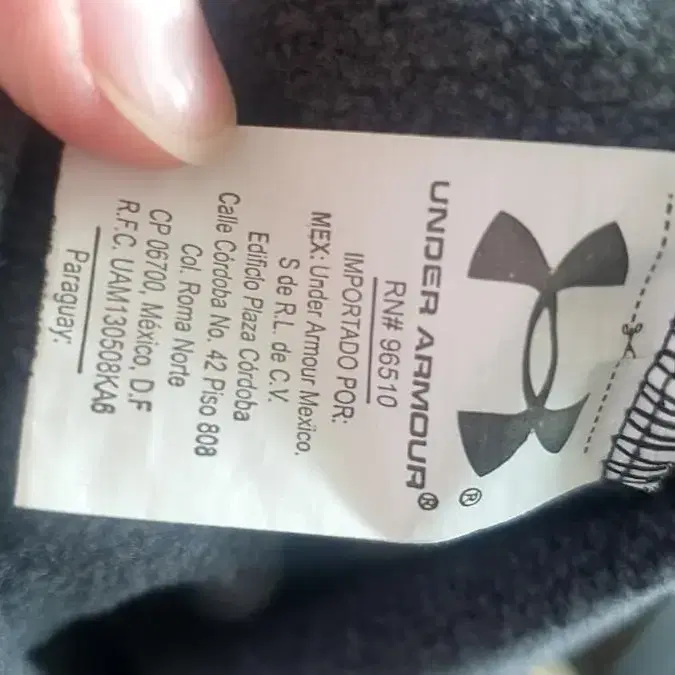 UNDER ARMOUR®
RN# 96510
IMPORTADO POR:
MEX: Under Armour Mexico,
S de R.L. de C.V.
Edificio Plaza Córdoba
Calle Córdoba No. 42 Piso 808
Col. Roma Norte
CP 06700, México, D.F
R.F.C. UAM130508KA6
Paraguay: